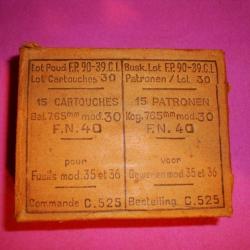 Lot Poud. F.P. 90-39.C.I.
Lot Cartouches 30
15 CARTOUCHES
Bal. 7.65mm mod. 30
F.N. 40
pour
Fusils mod. 35 et 36
Commande C.525
Busk. Lot F.P. 90-39.C.I.
Patronen / Lot. 30
15 PATRONEN
Kog. 7.65mm mod. 30
F.N. 40
voor
Geweren mod. 35 en 36
Bestelling C.525